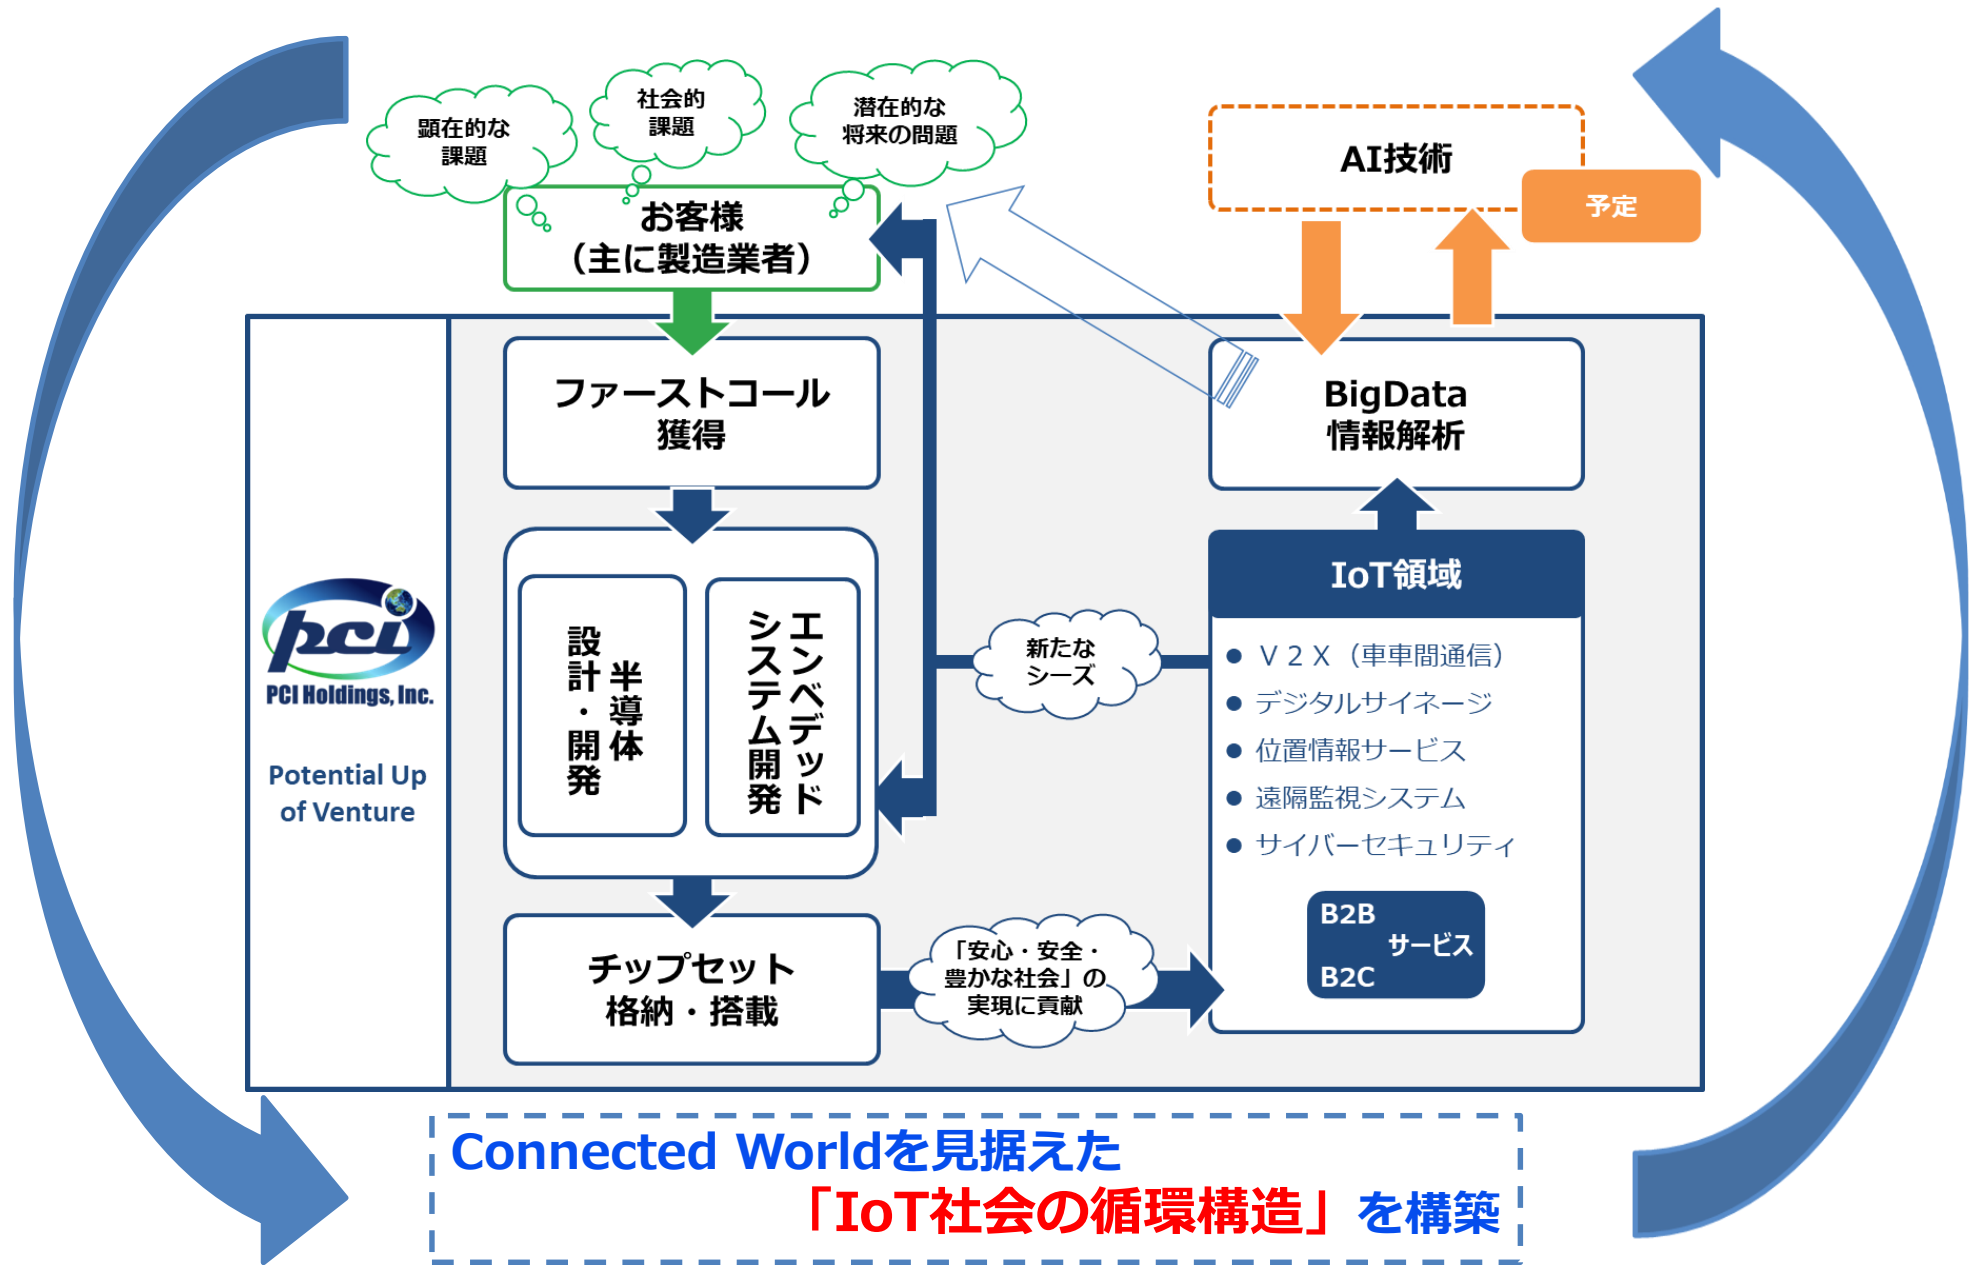 顕在的な
課題
社会的
課題
潜在的な
将来の問題
お客様
（主に製造業者）
AI技術
予定
ファーストコール
獲得
BigData
情報解析
半導体
設計・開発
エンベデッド
システム開発
チップセット
格納・搭載
新たな
シーズ
「安心・安全・
豊かな社会」の
実現に貢献
IoT領域
● Ｖ２Ｘ（車車間通信）
● デジタルサイネージ
● 位置情報サービス
● 遠隔監視システム
● サイバーセキュリティ
B2B
サービス
B2C
pci
PCI Holdings, Inc.
Potential Up
of Venture
Connected Worldを見据えた
「IoT社会の循環構造」を構築